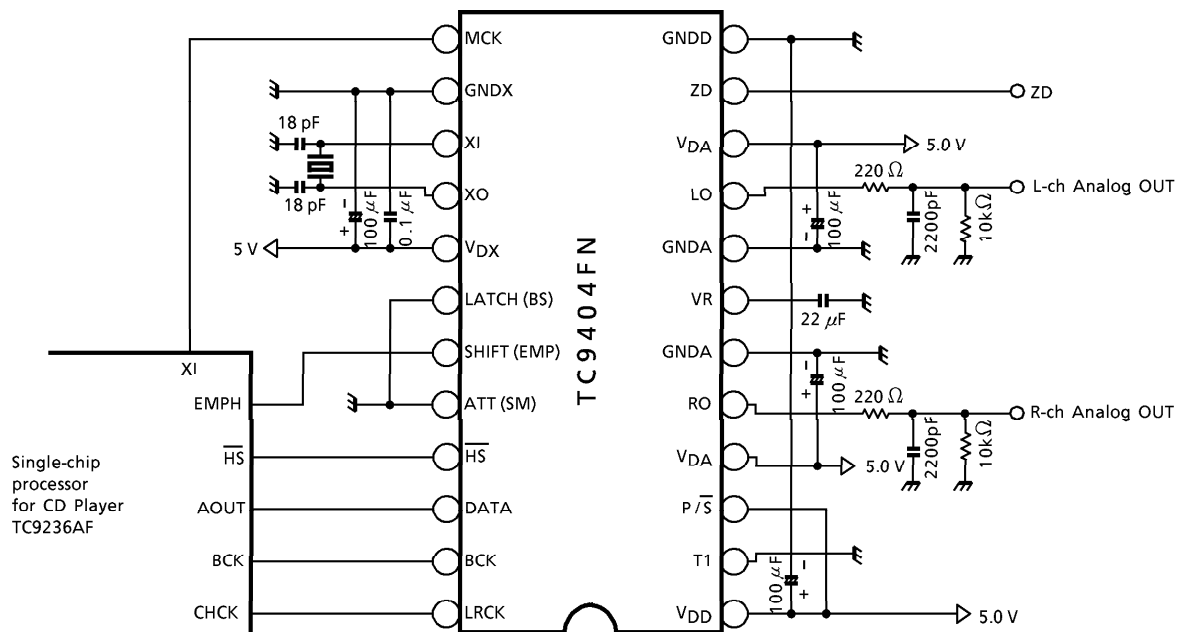 MCK
GNDX
XI
XO
VDX
LATCH (BS)
SHIFT (EMP)
ATT (SM)
HS
DATA
BCK
LRCK
TC9404FN
GNDD
ZD
VDA
LO
GNDA
VR
GNDA
RO
VDA
P/S
T1
VDD
18 pF
18 pF
-
+
100 μF
0.1 μF
5 V
XI
EMPH
HS
AOUT
BCK
CHCK
Single-chip
processor
for CD Player
TC9236AF
ZD
5.0 V
220 Ω
L-ch Analog OUT
+
-
100 μF
2200pF
10kΩ
22 μF
-
+
100 μF
220 Ω
R-ch Analog OUT
2200pF
10kΩ
5.0 V
100 μF
-
+
5.0 V